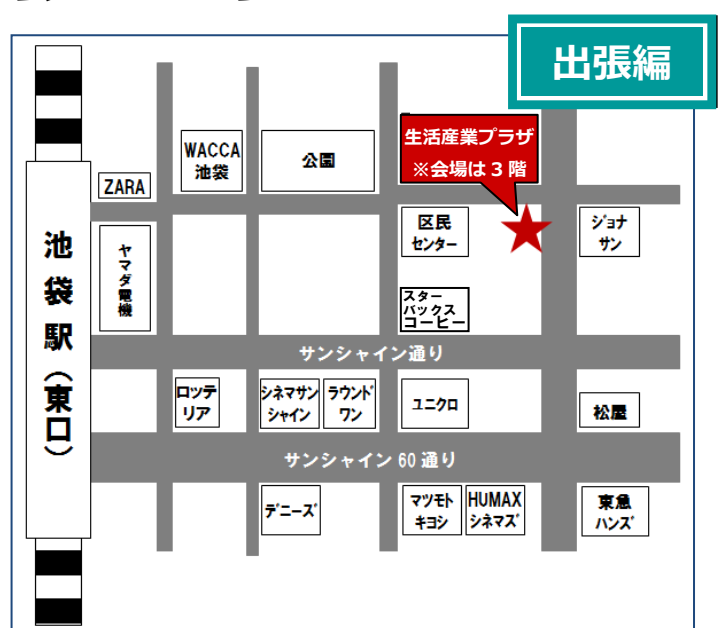 出張編
生活産業プラザ
※会場は３階
WACCA
池袋
公園
ZARA
池袋駅（東口）
ヤマダ電機
区民
センター
ジョナ
サン
スター
バックス
コーヒー
サンシャイン通り
ロッテ
リア
シネマサン
シャイン
ラウンド
ワン
ユニクロ
松屋
サンシャイン 60 通り
デニーズ
マツモト
キヨシ
HUMAX
シネマズ
東急
ハンズ